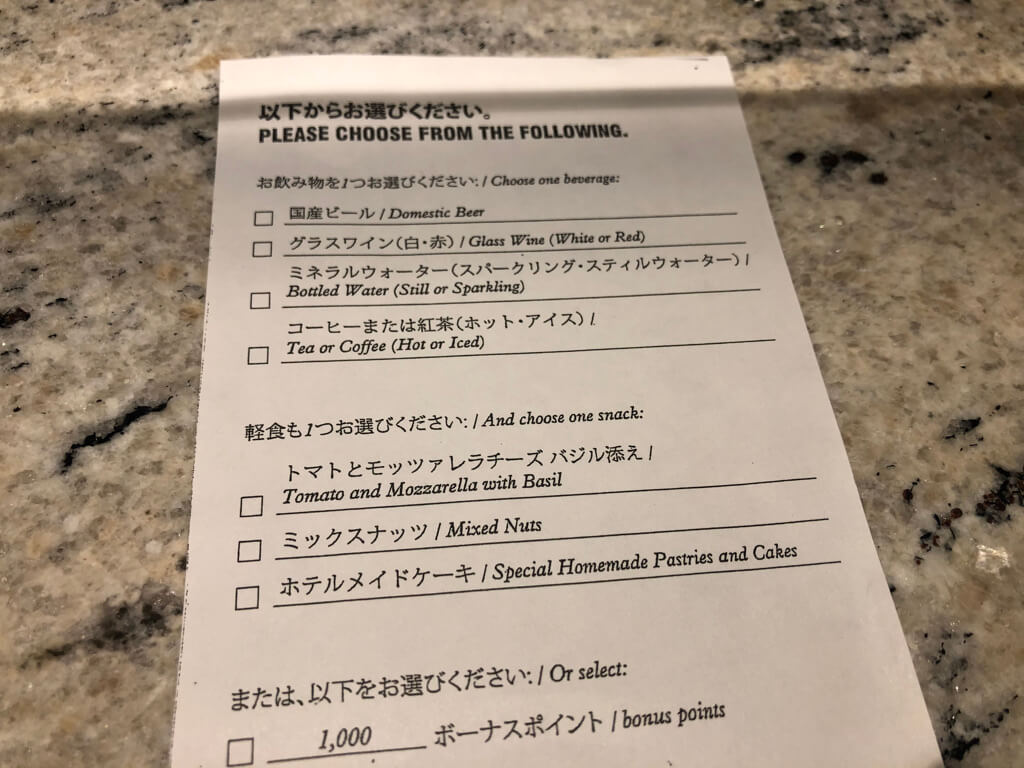 以下からお選びください。
PLEASE CHOOSE FROM THE FOLLOWING.
お飲み物を1つお選びください: / Choose one beverage:
国産ビール / Domestic Beer
グラスワイン(白・赤) / Glass Wine (White or Red)
ミネラルウォーター(スパークリング・スティルウォーター) /
Bottled Water (Still or Sparkling)
コーヒーまたは紅茶(ホット・アイス) /
Tea or Coffee (Hot or Iced)
軽食も1つお選びください: / And choose one snack:
トマトとモッツァレラチーズ バジル添え /
Tomato and Mozzarella with Basil
ミックスナッツ / Mixed Nuts
ホテルメイドケーキ / Special Homemade Pastries and Cakes
または、以下をお選びください: / Or select:
1,000 ボーナスポイント / bonus points